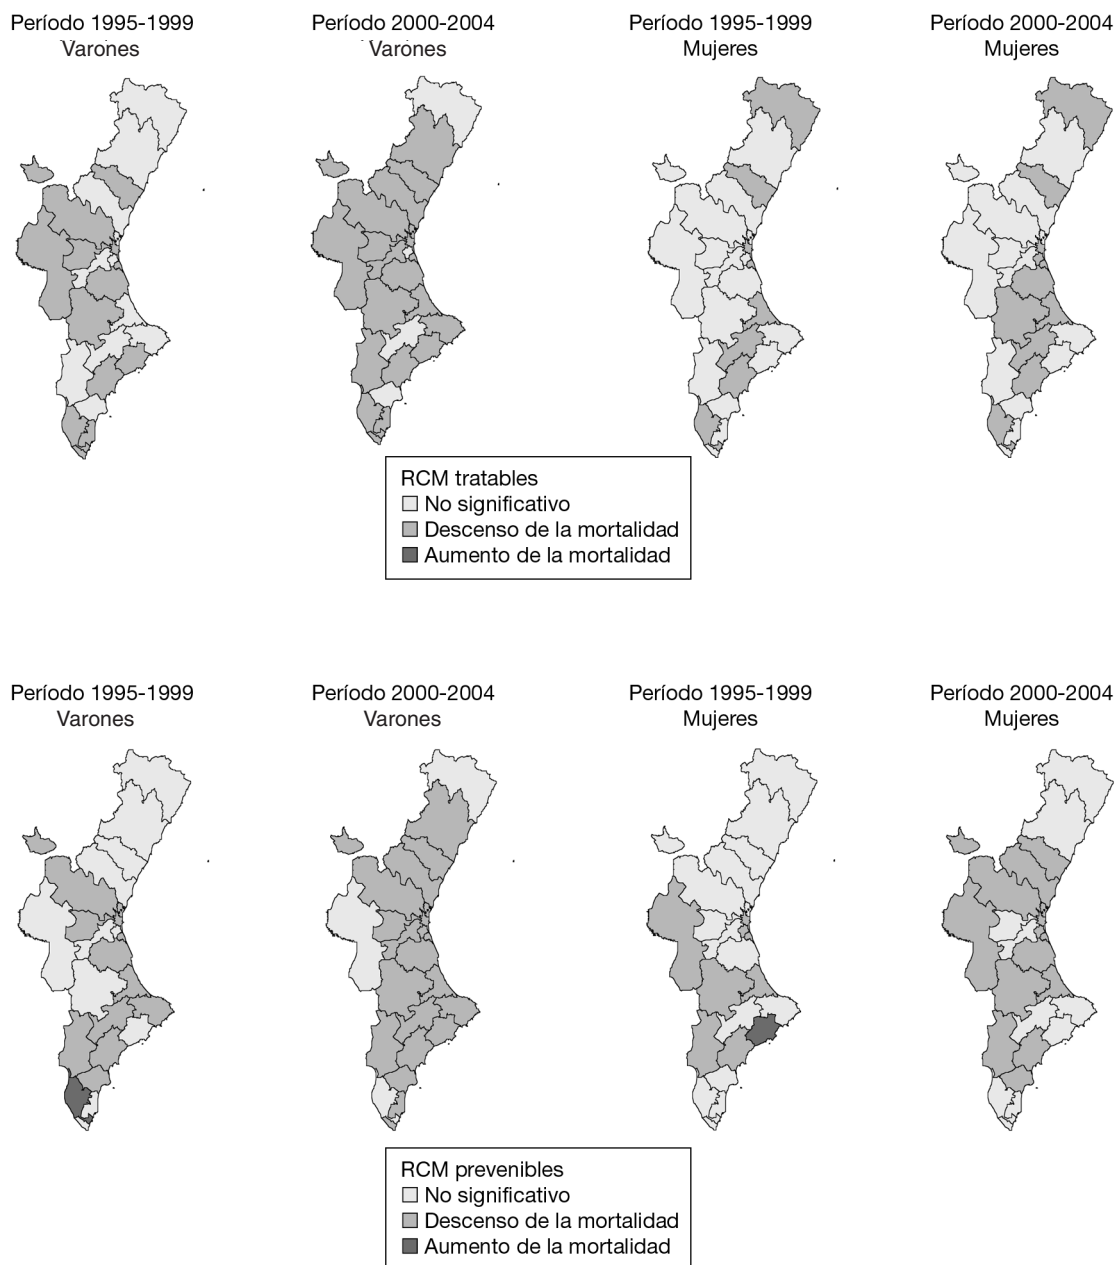 Período 1995-1999
Varones
Período 2000-2004
Varones
Período 1995-1999
Mujeres
Período 2000-2004
Mujeres
RCM tratables
No significativo
Descenso de la mortalidad
Aumento de la mortalidad
Período 1995-1999
Varones
Período 2000-2004
Varones
Período 1995-1999
Mujeres
Período 2000-2004
Mujeres
RCM prevenibles
No significativo
Descenso de la mortalidad
Aumento de la mortalidad